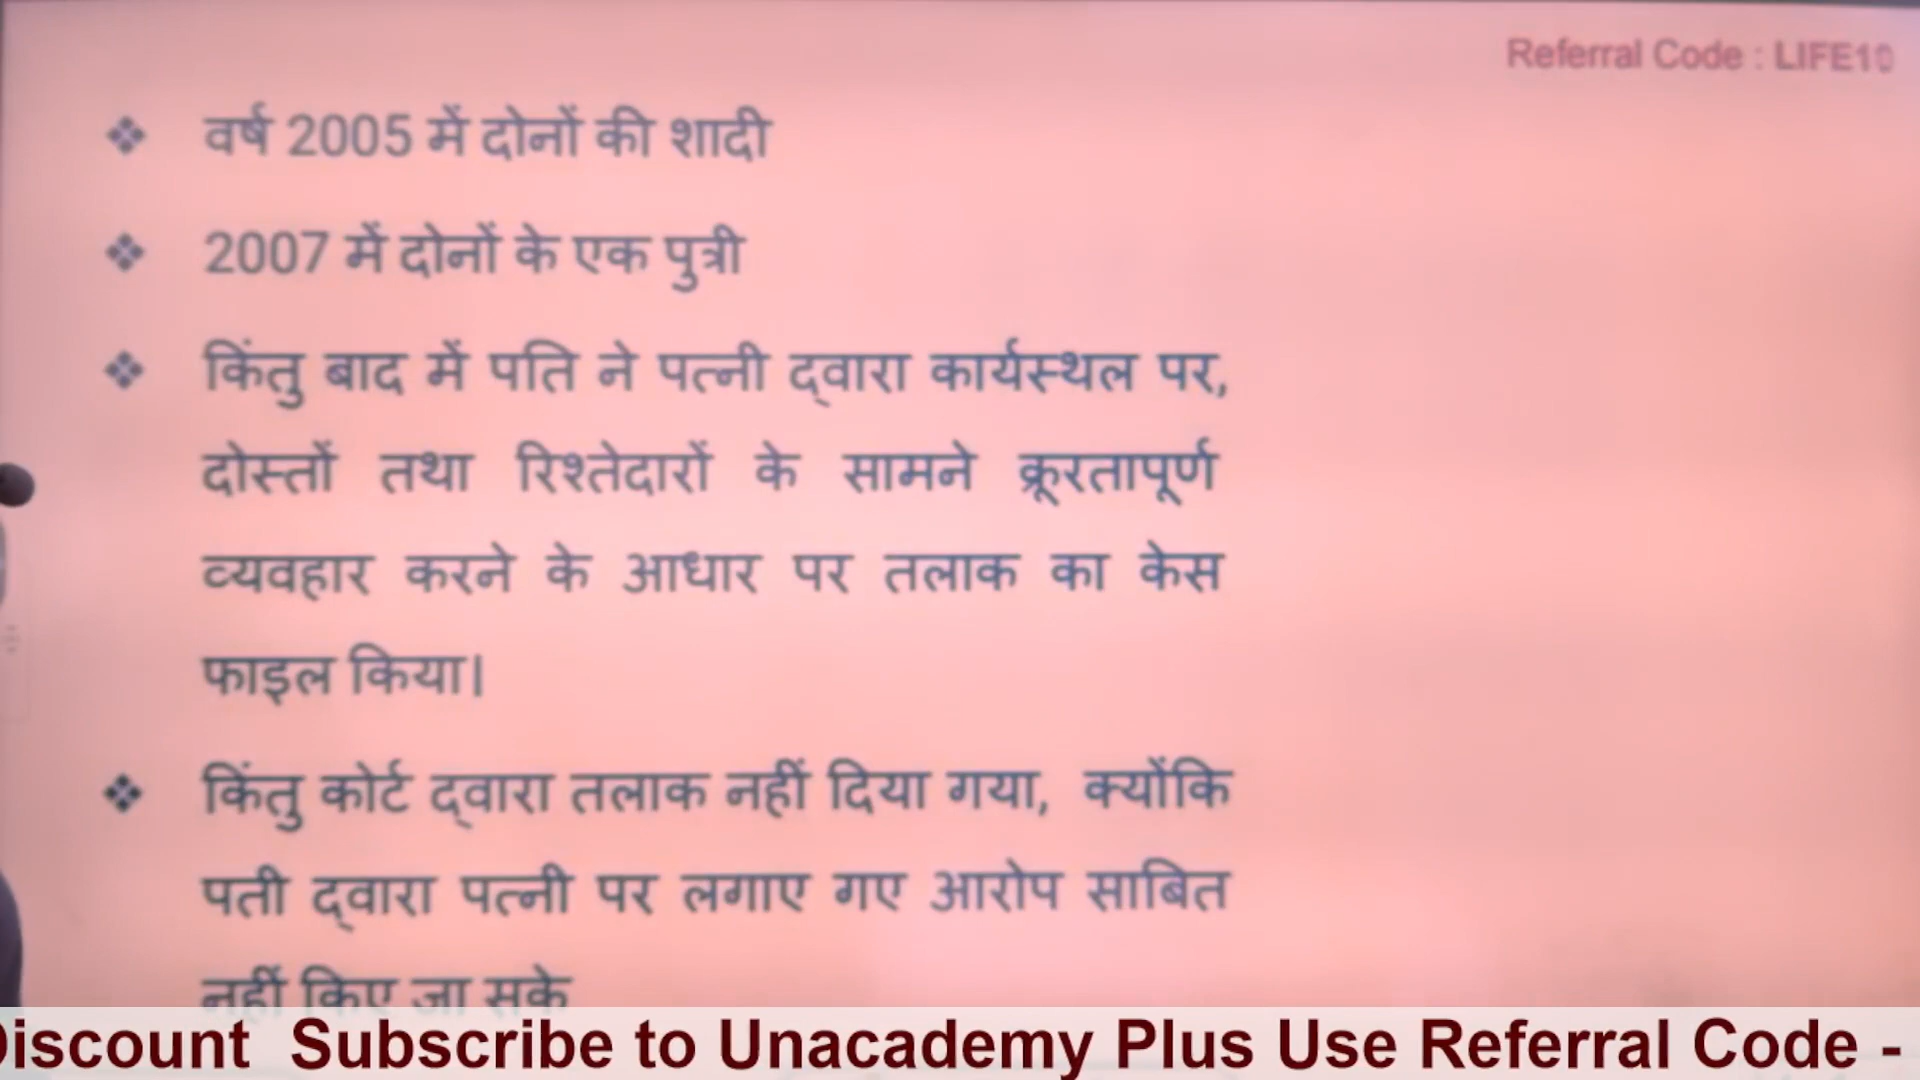 Referral Code : LIFE10
❖ वर्ष 2005 में दोनों की शादी
❖ 2007 में दोनों के एक पुत्री
❖ किंतु बाद में पति ने पत्नी द्वारा कार्यस्थल पर,
दोस्तों तथा रिश्तेदारों के सामने क्रूरतापूर्ण
व्यवहार करने के आधार पर तलाक का केस
फाइल किया।
❖ किंतु कोर्ट द्वारा तलाक नहीं दिया गया, क्योंकि
पती द्वारा पत्नी पर लगाए गए आरोप साबित
नहीं किए जा सके
Discount Subscribe to Unacademy Plus Use Referral Code -